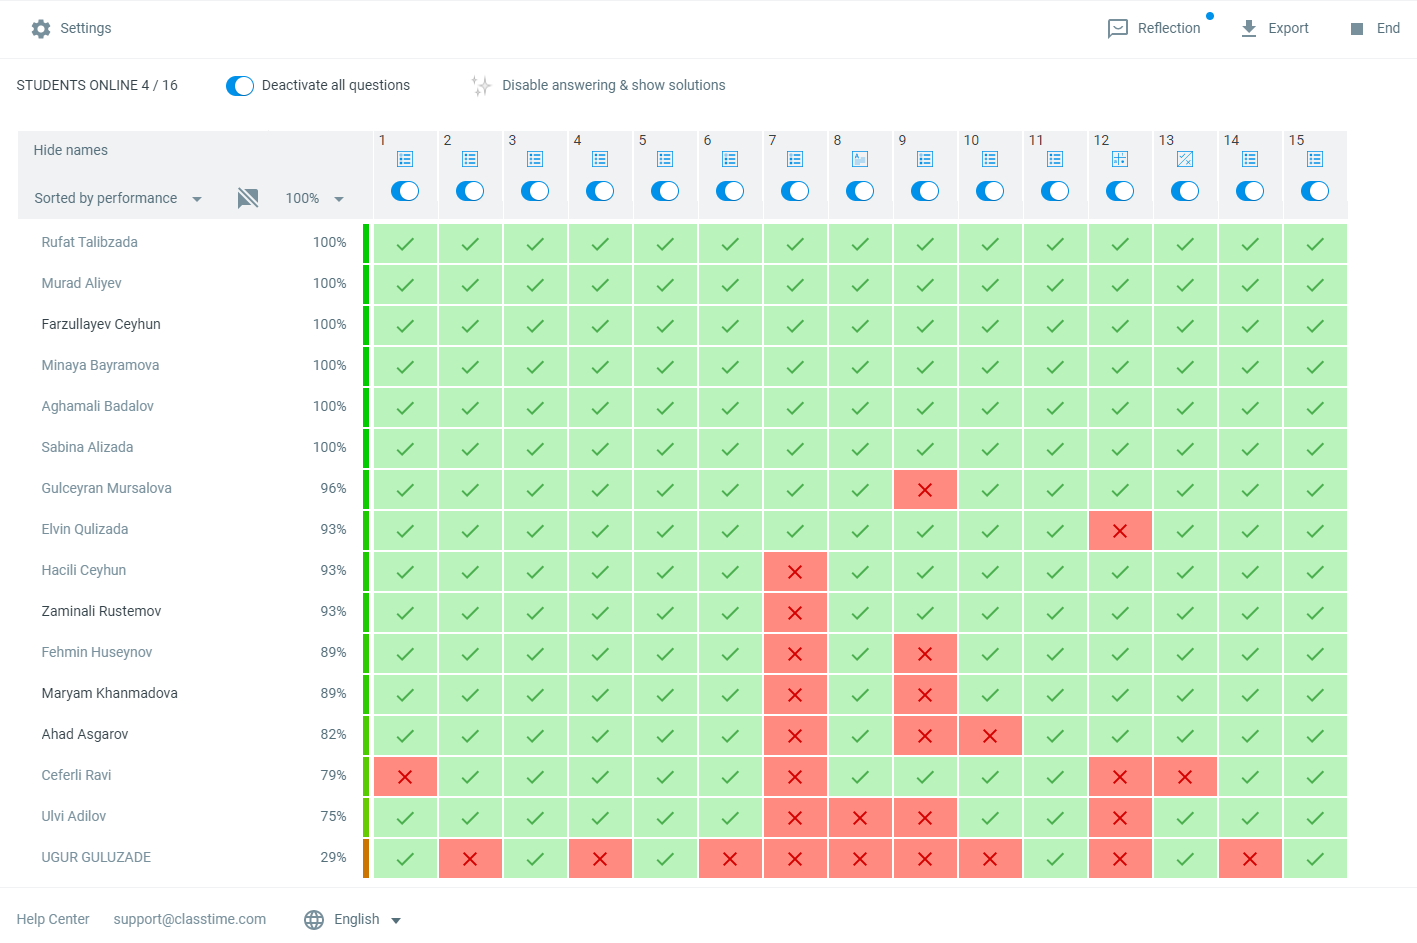 Settings Reflection Export End
STUDENTS ONLINE 4 / 16 Deactivate all questions Disable answering & show solutions
1 2 3 4 5 6 7 8 9 10 11 12 13 14 15
Hide names
Sorted by performance 100%
Rufat Talibzada 100%
Murad Aliyev 100%
Farzullayev Ceyhun 100%
Minaya Bayramova 100%
Aghamali Badalov 100%
Sabina Alizada 100%
Gulceyran Mursalova 96%
Elvin Qulizada 93%
Hacili Ceyhun 93%
Zaminali Rustemov 93%
Fehmin Huseynov 89%
Maryam Khanmadova 89%
Ahad Asgarov 82%
Ceferli Ravi 79%
Ulvi Adilov 75%
UGUR GULUZADE 29%
Help Center support@classtime.com English